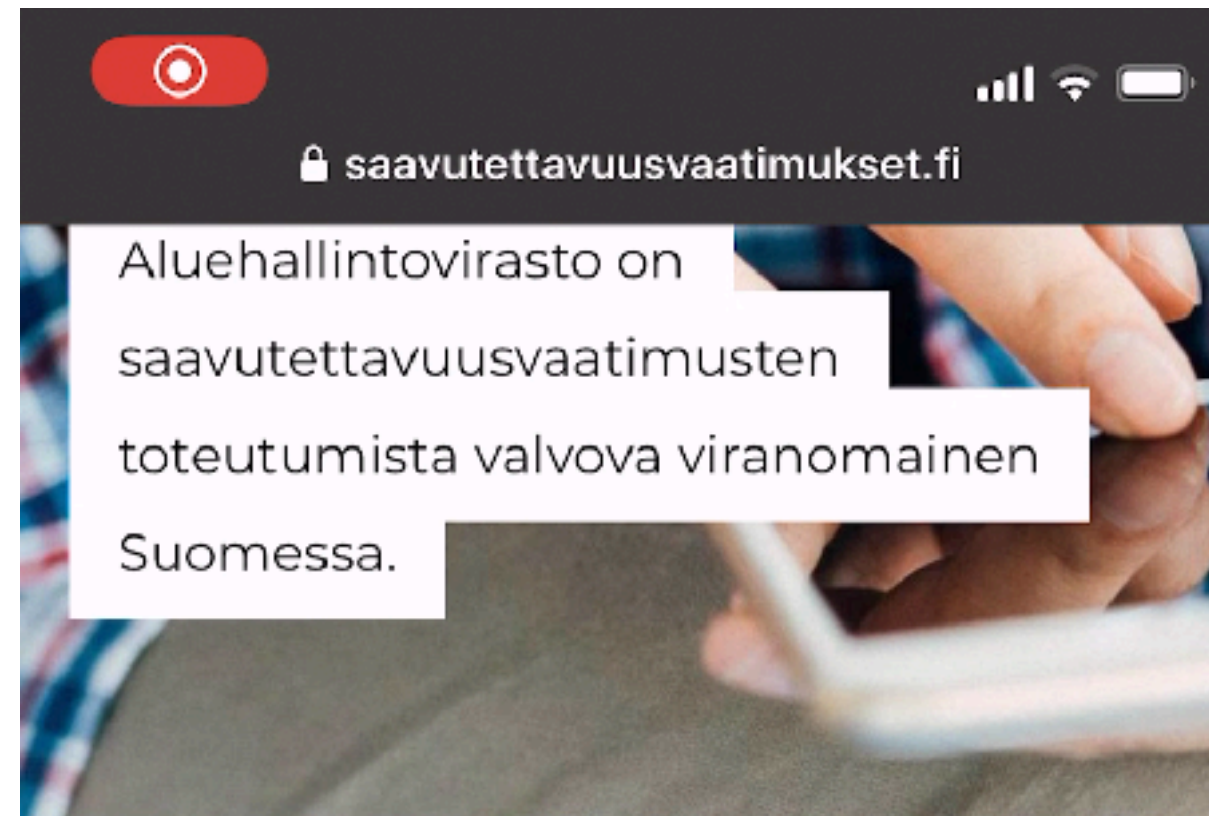 saavutettavuusvaatimukset.fi
Aluehallintovirasto on
saavutettavuusvaatimusten
toteutumista valvova viranomainen
Suomessa.